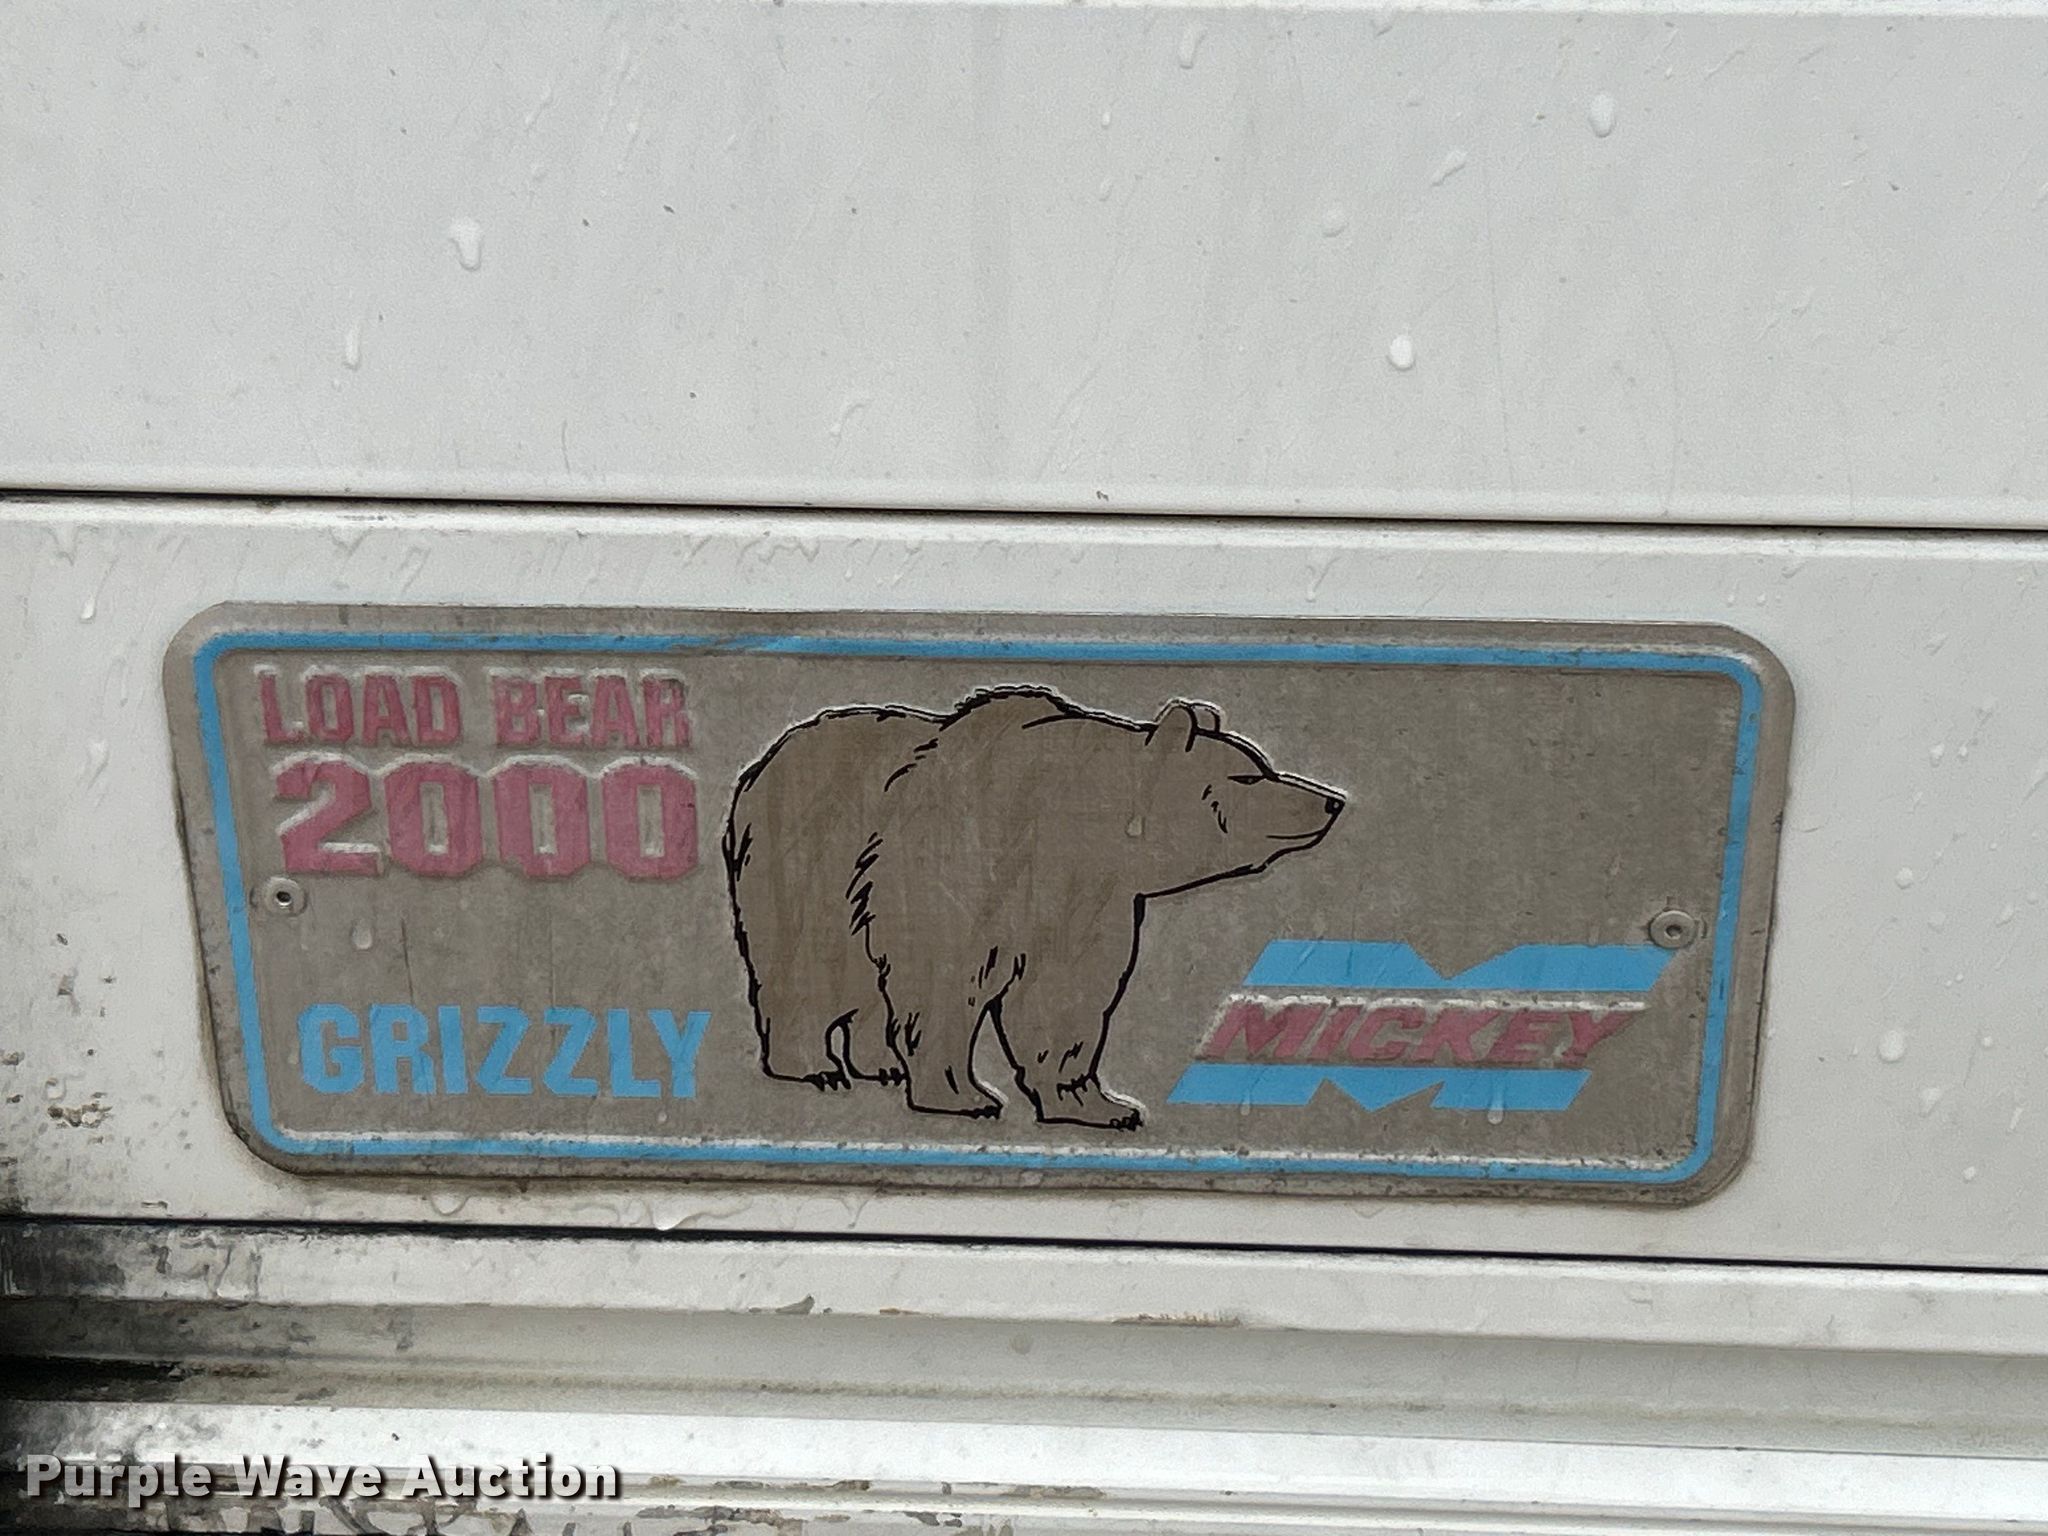 LOAD BEAR
2000
GRIZZLY
MICKEY
Purple Wave Auction